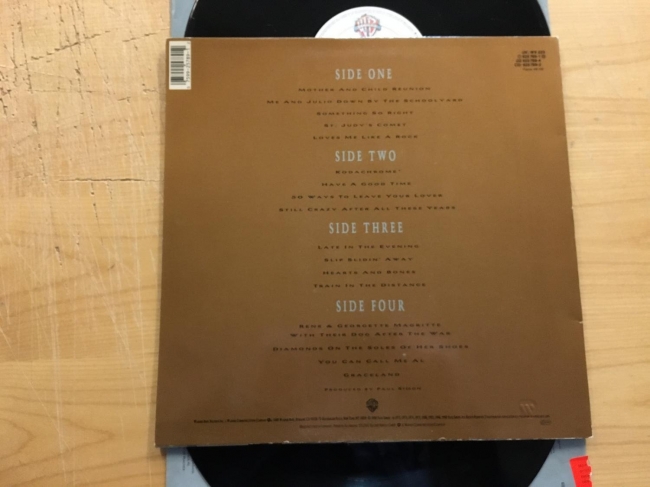 SIDE ONE
MOTHER AND CHILD REUNION
ME AND JULIO DOWN BY THE SCHOOLYARD
SOMETHING SO RIGHT
ST. JUDY'S COMET
LOVES ME LIKE A ROCK
SIDE TWO
KODACHROME
HAVE A GOOD TIME
50 WAYS TO LEAVE YOUR LOVER
STILL CRAZY AFTER ALL THESE YEARS
SIDE THREE
LATE IN THE EVENING
SLIP SLIDIN' AWAY
HEARTS AND BONES
TRAIN IN THE DISTANCE
SIDE FOUR
RENE & GEORGETTE MAGRITTE
WITH THEIR DOG AFTER THE WAR
DIAMONDS ON THE SOLES OF HER SHOES
YOU CAN CALL ME AL
GRACELAND
PRODUCED BY PAUL SIMON